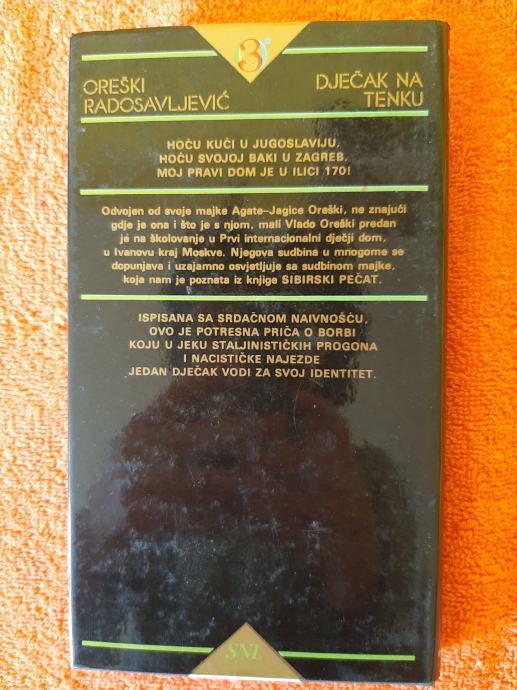 3
OREŠKI
RADOSAVLJEVIĆ
DJEČAK NA
TENKU
HOĆU KUĆI U JUGOSLAVIJU,
HOĆU SVOJOJ BAKI U ZAGREB,
MOJ PRAVI DOM JE U ILICI 170!
Odvojen od svoje majke Agate–Jagice Oreški, ne znajući
gdje je ona i što je s njom, mali Vlado Oreški predan
je na školovanje u Prvi internacionalni dječji dom,
u Ivanovu kraj Moskve. Njegova sudbina u mnogome se
dopunjava i uzajamno osvjetljuje sa sudbinom majke,
koja nam je poznata iz knjige SIBIRSKI PEČAT.
ISPISANA SA SRDAČNOM NAIVNOŠĆU,
OVO JE POTRESNA PRIČA O BORBI
KOJU U JEKU STALJINISTIČKIH PROGONA
I NACISTIČKE NAJEZDE
JEDAN DJEČAK VODI ZA SVOJ IDENTITET.
SNL